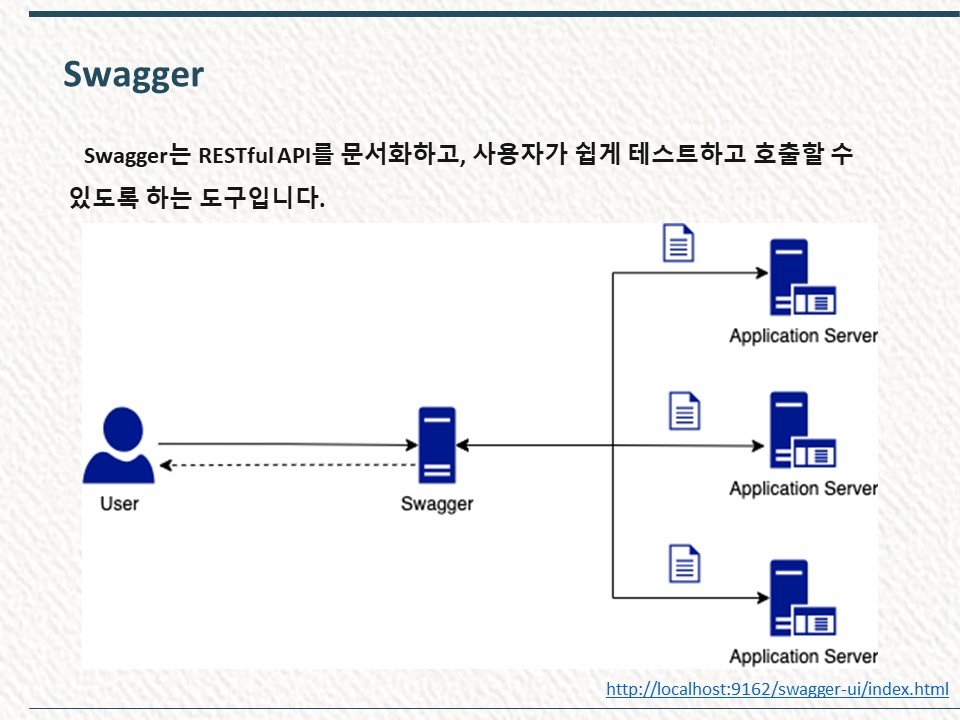 Swagger
Swagger는 RESTful API를 문서화하고, 사용자가 쉽게 테스트하고 호출할 수
있도록 하는 도구입니다.
Application Server
Application Server
User
Swagger
Application Server
http://localhost:9162/swagger-ui/index.html